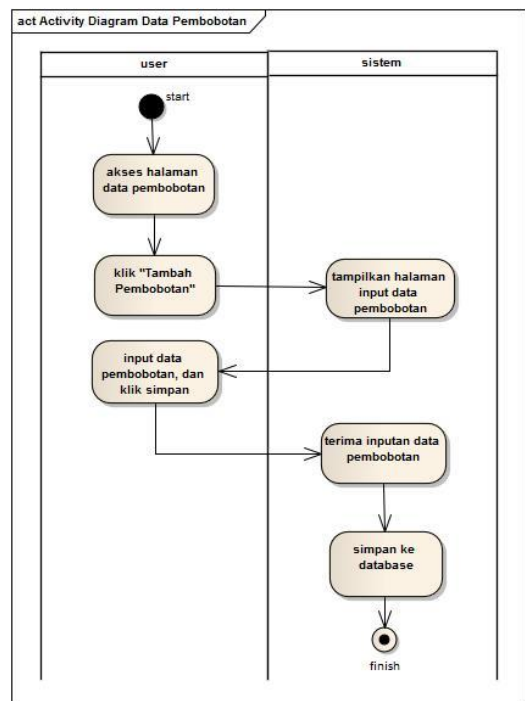 act Activity Diagram Data Pembobotan
user
sistem
start
akses halaman
data pembobotan
klik "Tambah
Pembobotan"
tampilkan halaman
input data
pembobotan
input data
pembobotan, dan
klik simpan
terima inputan data
pembobotan
simpan ke
database
finish